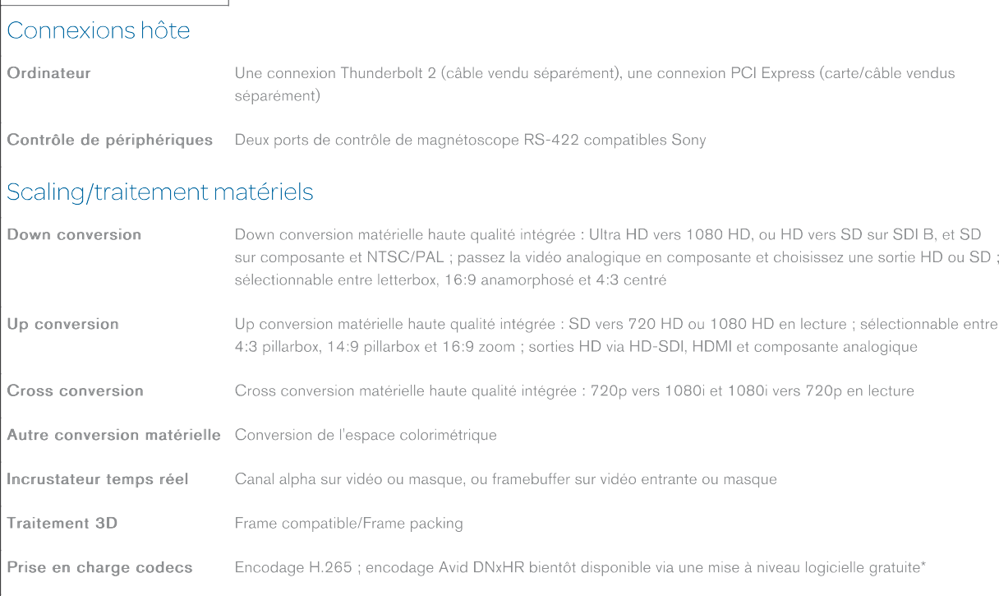 Connexions hôte
Ordinateur Une connexion Thunderbolt 2 (câble vendu séparément), une connexion PCI Express (carte/câble vendus
séparément)
Contrôle de périphériques Deux ports de contrôle de magnétoscope RS-422 compatibles Sony
Scaling/traitement matériels
Down conversion Down conversion matérielle haute qualité intégrée : Ultra HD vers 1080 HD, ou HD vers SD sur SDI B, et SD
sur composante et NTSC/PAL ; passez la vidéo analogique en composante et choisissez une sortie HD ou SD ;
sélectionnable entre letterbox, 16:9 anamorphosé et 4:3 centré
Up conversion Up conversion matérielle haute qualité intégrée : SD vers 720 HD ou 1080 HD en lecture ; sélectionnable entre
4:3 pillarbox, 14:9 pillarbox et 16:9 zoom ; sorties HD via HD-SDI, HDMI et composante analogique
Cross conversion Cross conversion matérielle haute qualité intégrée : 720p vers 1080i et 1080i vers 720p en lecture
Autre conversion matérielle Conversion de l'espace colorimétrique
Incrustateur temps réel Canal alpha sur vidéo ou masque, ou framebuffer sur vidéo entrante ou masque
Traitement 3D Frame compatible/Frame packing
Prise en charge codecs Encodage H.265 ; encodage Avid DNxHR bientôt disponible via une mise à niveau logicielle gratuite*